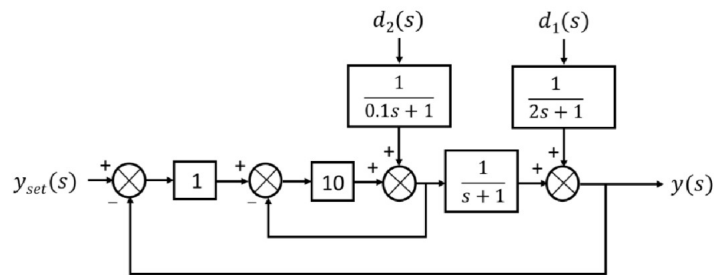 d₂(s) d₁(s)
1/(0.1s + 1) 1/(2s + 1)
+ +
y_set(s) + − 1 + − 10 + 1/(s + 1) + y(s)